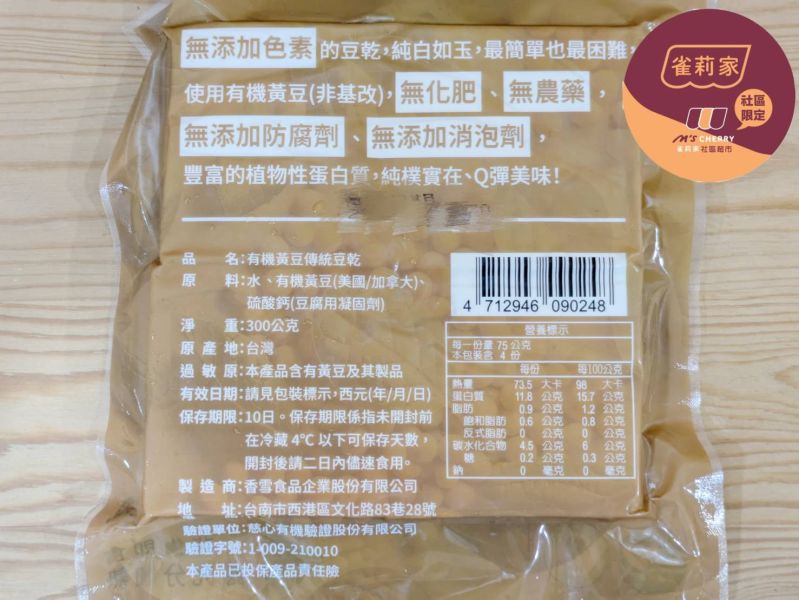 無添加色素 的豆乾，純白如玉，最簡單也最困難，
使用有機黃豆(非基改)，無化肥、無農藥，
無添加防腐劑、無添加消泡劑，
豐富的植物性蛋白質，純樸實在、Q彈美味！
雀莉家
社區
限定
M'S CHERRY
雀莉家 社區超市
品 名：有機黃豆傳統豆乾
原 料：水、有機黃豆(美國/加拿大)、
硫酸鈣(豆腐用凝固劑)
淨 重：300公克
原 產 地：台灣
過 敏 原：本產品含有黃豆及其製品
有效日期：請見包裝標示，西元(年/月/日)
保存期限：10日。保存期限係指未開封前
在冷藏 4℃ 以下可保存天數，
開封後請二日內儘速食用。
製 造 商：香雪食品企業股份有限公司
地 址：台南市西港區文化路83巷28號
驗證單位：慈心有機驗證股份有限公司
驗證字號：1-009-210010
本產品已投保產品責任險
4 712946 090248
營養標示
每一份量 75 公克
本包裝含 4 份
每份 每100公克
熱量 73.5 大卡 98 大卡
蛋白質 11.8 公克 15.7 公克
脂肪 0.9 公克 1.2 公克
飽和脂肪 0.6 公克 0.8 公克
反式脂肪 0 公克 0 公克
碳水化合物 4.5 公克 6 公克
糖 0.2 公克 0.3 公克
鈉 0 毫克 0 毫克